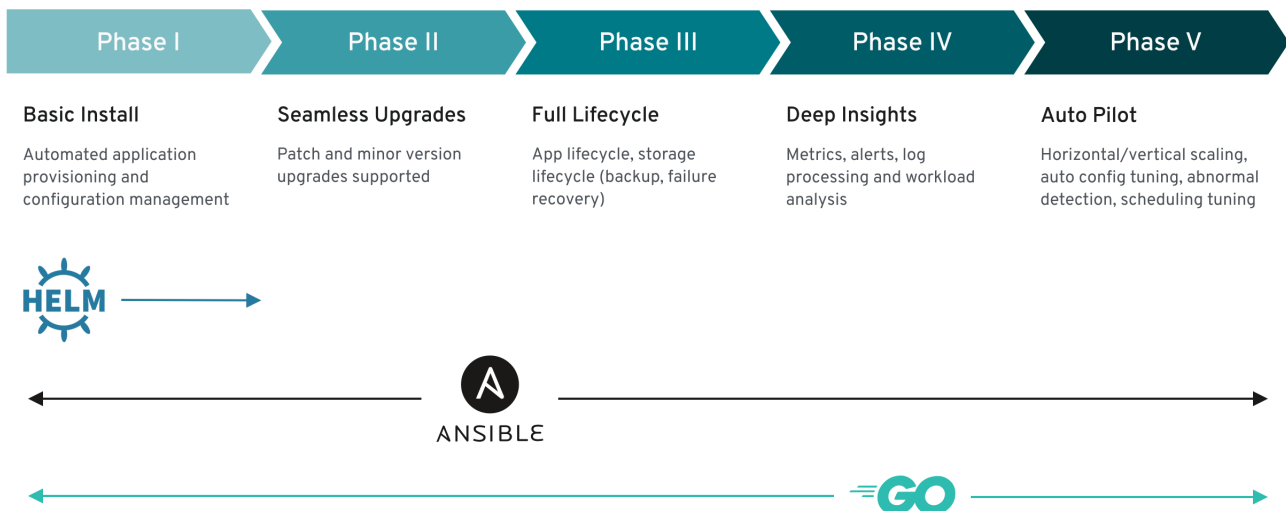 Phase I
Phase II
Phase III
Phase IV
Phase V
Basic Install
Automated application
provisioning and
configuration management
Seamless Upgrades
Patch and minor version
upgrades supported
Full Lifecycle
App lifecycle, storage
lifecycle (backup, failure
recovery)
Deep Insights
Metrics, alerts, log
processing and workload
analysis
Auto Pilot
Horizontal/vertical scaling,
auto config tuning, abnormal
detection, scheduling tuning
HELM
A
ANSIBLE
GO